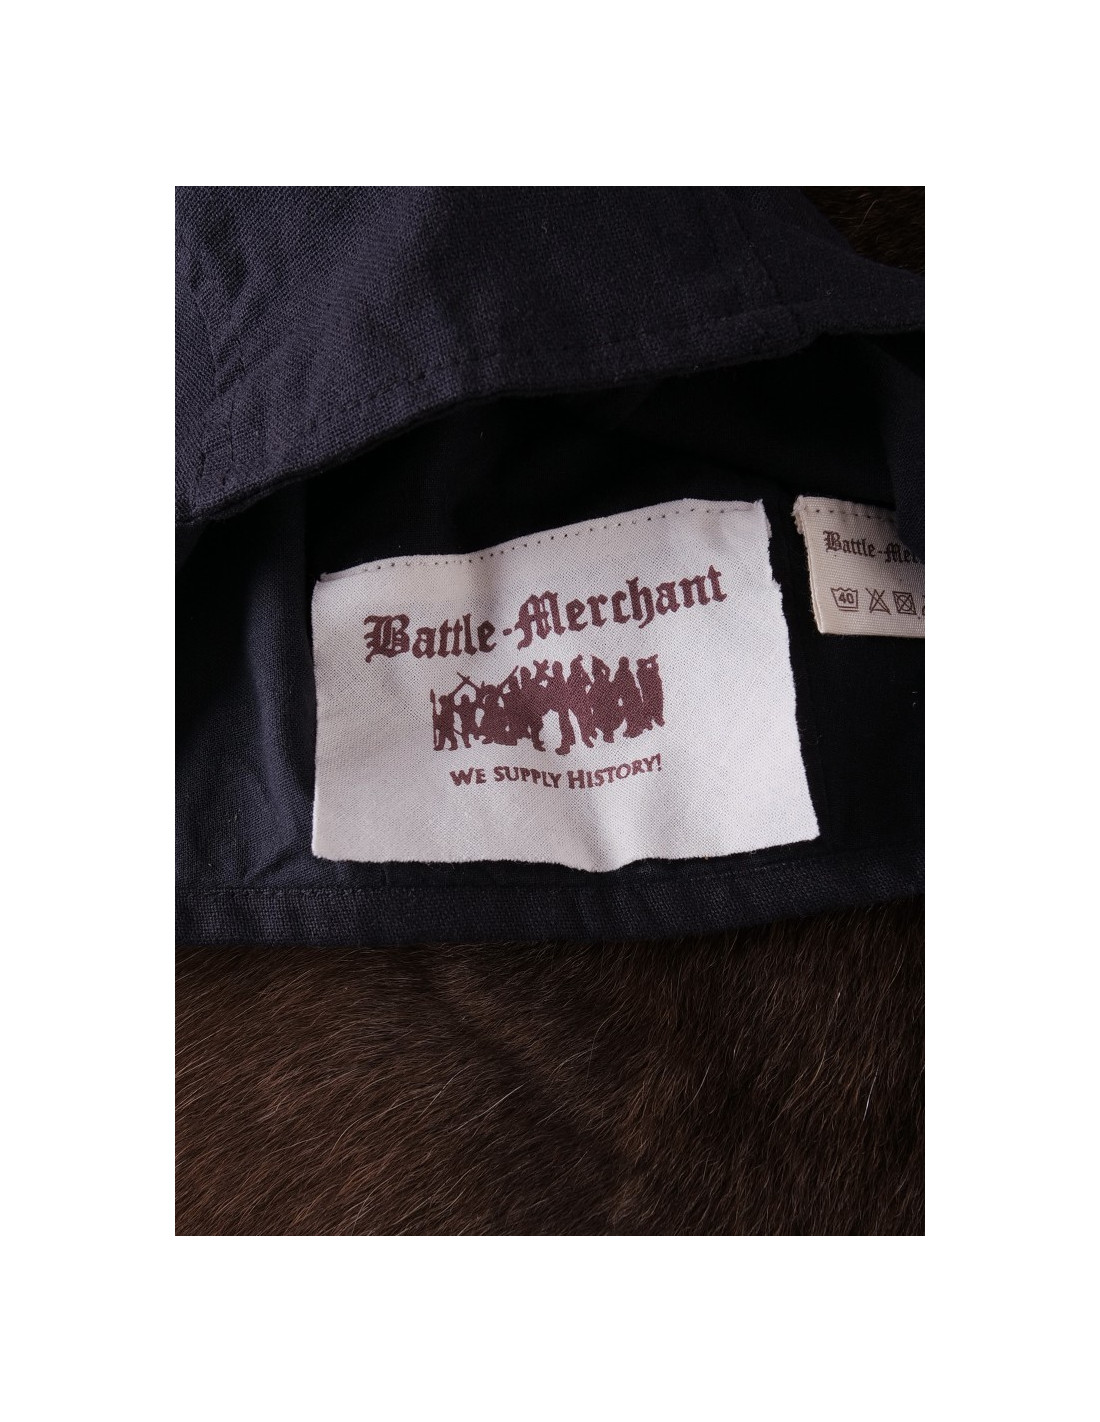 Battle-Merchant
WE SUPPLY HISTORY!
Battle-Mer
40